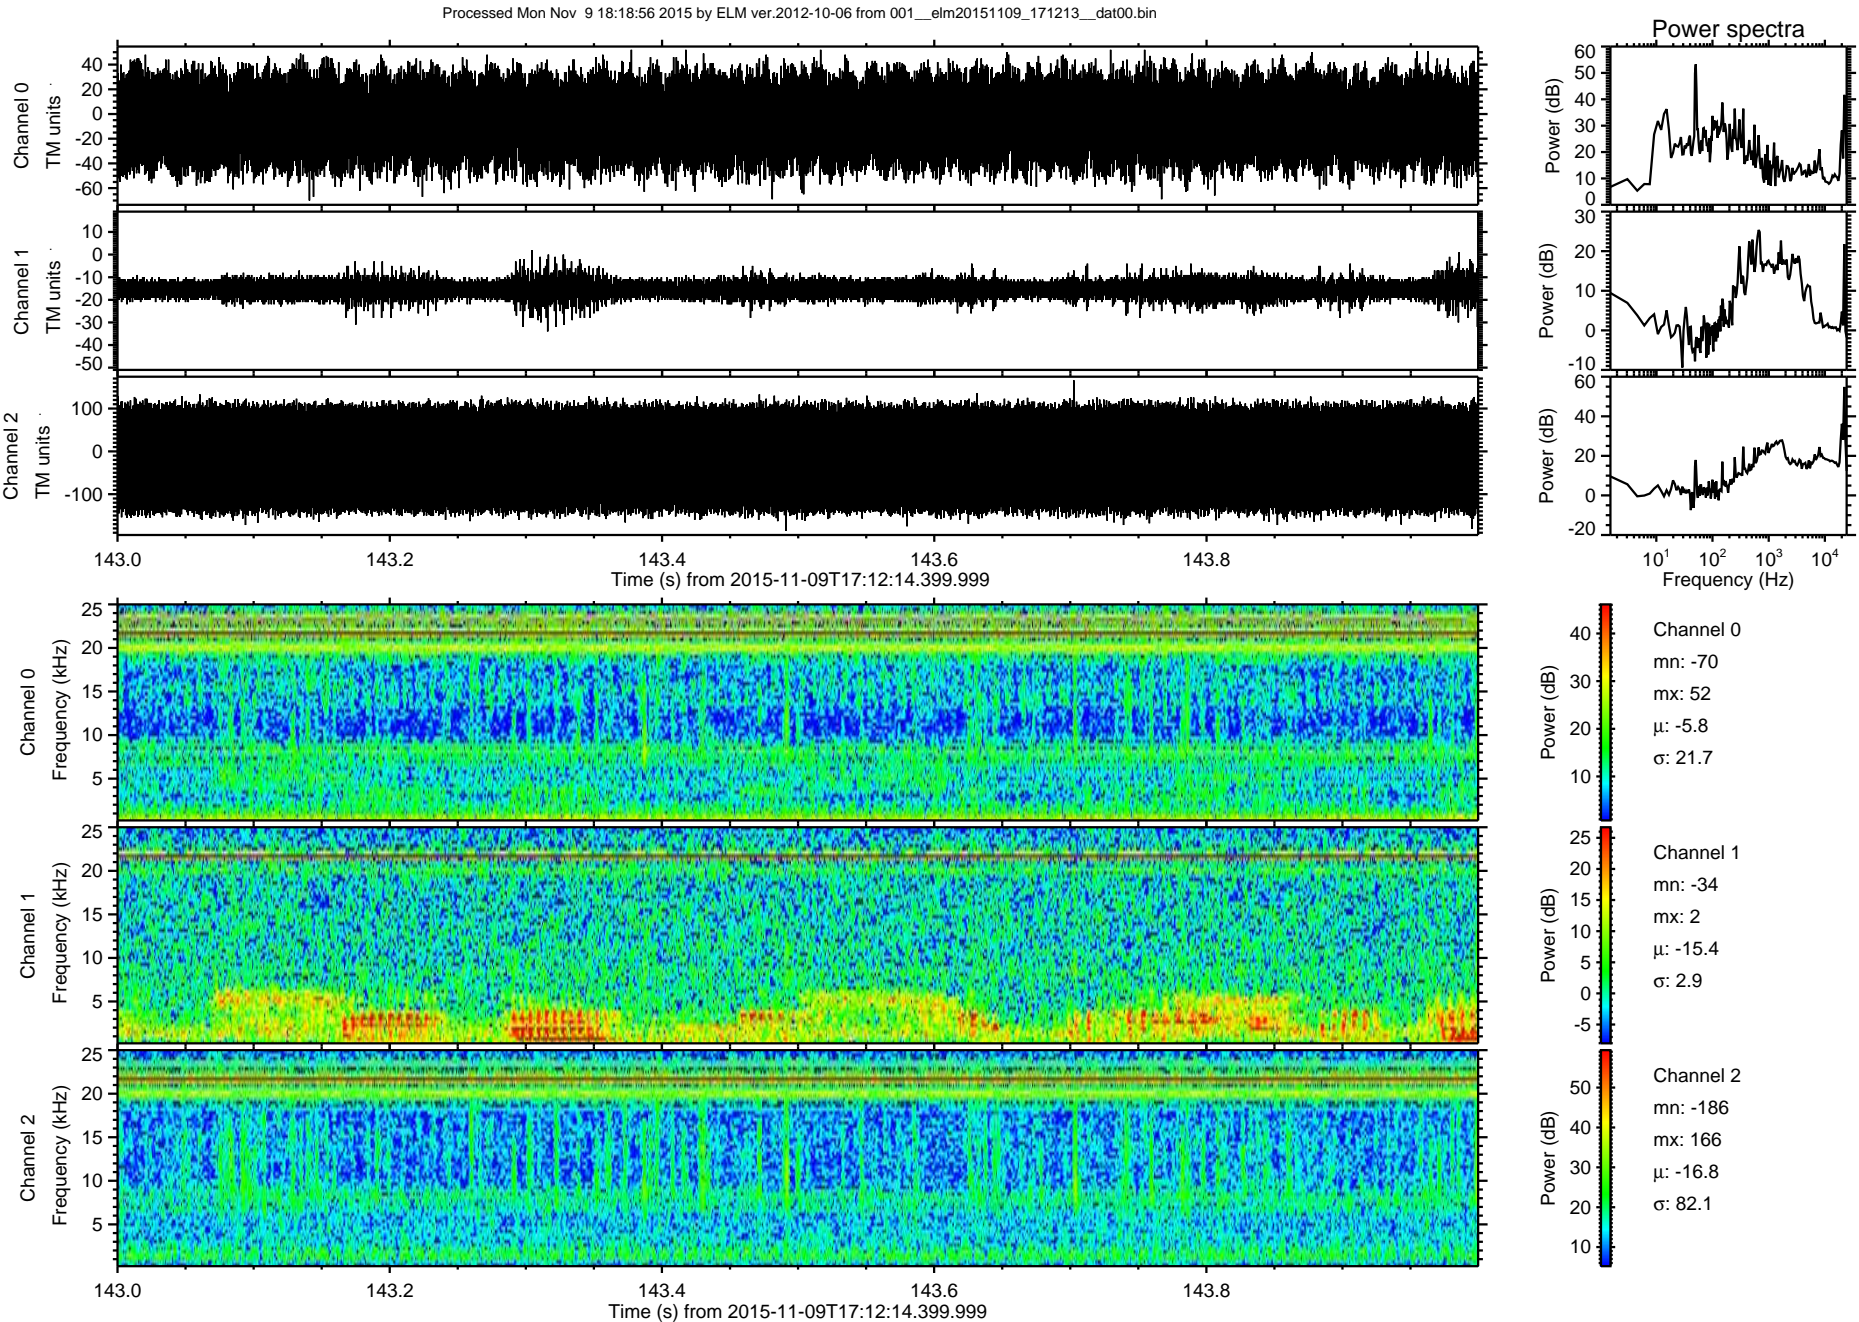 Processed Mon Nov  9 18:18:56 2015 by ELM ver.2012-10-06 from 001__elm20151109_171213__dat00.bin
Power spectra
Channel 0
TM units
40
20
0
-20
-40
-60
Power (dB)
60
50
40
30
20
10
0
Channel 1
TM units
10
0
-10
-20
-30
-40
-50
Power (dB)
30
20
10
0
-10
Channel 2
TM units
100
0
-100
Power (dB)
60
40
20
0
-20
143.0 143.2 143.4 143.6 143.8
Time (s) from 2015-11-09T17:12:14.399.999
10¹ 10² 10³ 10⁴
Frequency (Hz)
Channel 0
Frequency (kHz)
25
20
15
10
5
Power (dB)
40
30
20
10
Channel 0
mn: -70
mx: 52
μ: -5.8
σ: 21.7
Channel 1
Frequency (kHz)
25
20
15
10
5
Power (dB)
25
20
15
10
5
0
-5
Channel 1
mn: -34
mx: 2
μ: -15.4
σ: 2.9
Channel 2
Frequency (kHz)
25
20
15
10
5
Power (dB)
50
40
30
20
10
Channel 2
mn: -186
mx: 166
μ: -16.8
σ: 82.1
143.0 143.2 143.4 143.6 143.8
Time (s) from 2015-11-09T17:12:14.399.999